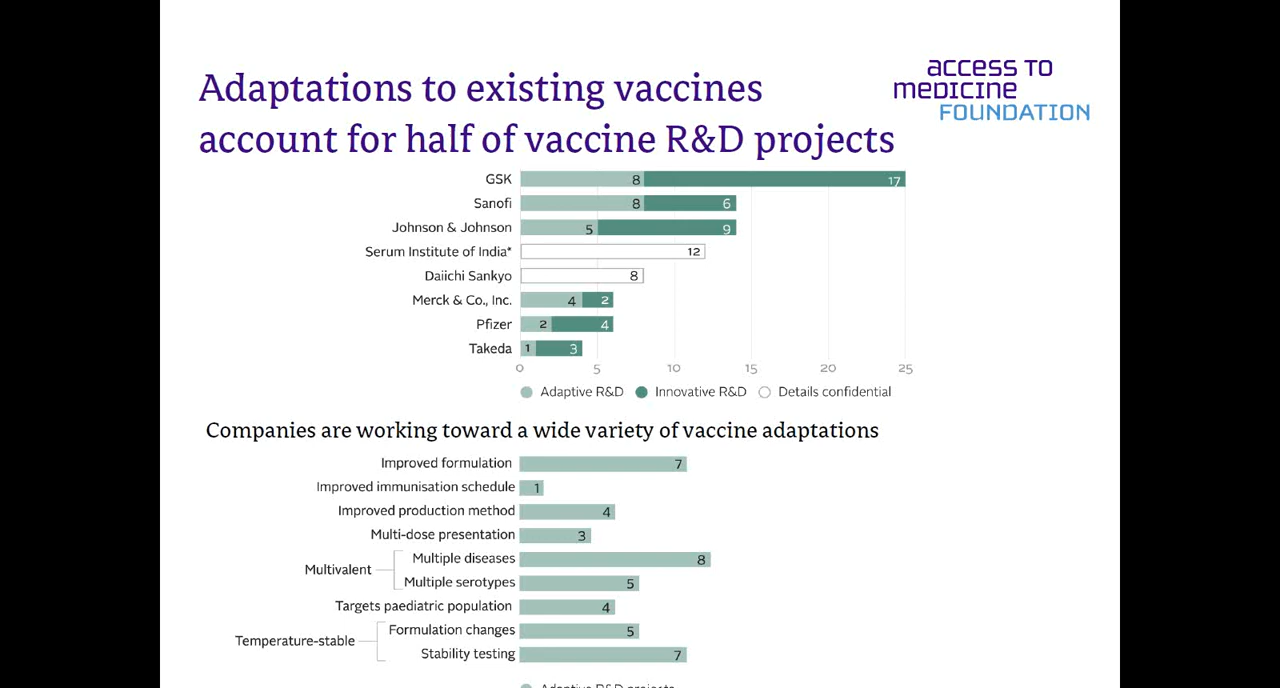 Adaptations to existing vaccines
account for half of vaccine R&D projects
access to
medicine
FOUNDATION
GSK 8 17
Sanofi 8 6
Johnson & Johnson 5 9
Serum Institute of India* 12
Daiichi Sankyo 8
Merck & Co., Inc. 4 2
Pfizer 2 4
Takeda 1 3
0 5 10 15 20 25
Adaptive R&D Innovative R&D Details confidential
Companies are working toward a wide variety of vaccine adaptations
Improved formulation 7
Improved immunisation schedule 1
Improved production method 4
Multi-dose presentation 3
Multivalent
Multiple diseases 8
Multiple serotypes 5
Targets paediatric population 4
Temperature-stable
Formulation changes 5
Stability testing 7
Adaptive R&D projects